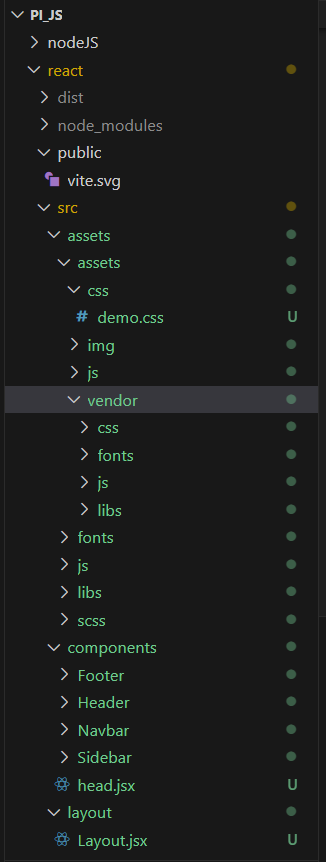 PI_JS
nodeJS
react
dist
node_modules
public
vite.svg
src
assets
assets
css
# demo.css U
img
js
vendor
css
fonts
js
libs
fonts
js
libs
scss
components
Footer
Header
Navbar
Sidebar
head.jsx U
layout
Layout.jsx U